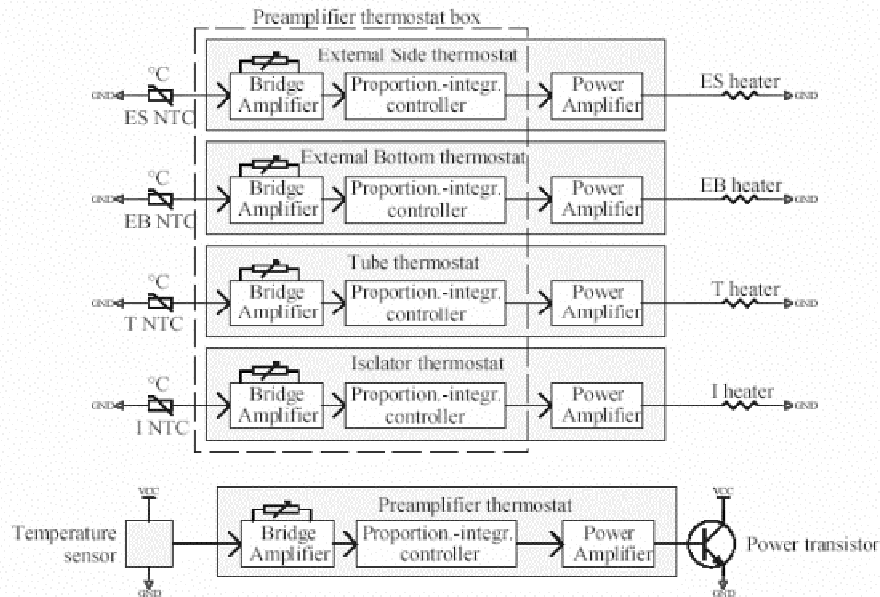 Preamplifier thermostat box
External Side thermostat
°C
GND
ES NTC
Bridge
Amplifier
Proportion.-integr.
controller
Power
Amplifier
ES heater
GND
External Bottom thermostat
°C
GND
EB NTC
Bridge
Amplifier
Proportion.-integr.
controller
Power
Amplifier
EB heater
GND
Tube thermostat
°C
GND
T NTC
Bridge
Amplifier
Proportion.-integr.
controller
Power
Amplifier
T heater
GND
Isclator thermostat
°C
GND
I NTC
Bridge
Amplifier
Proportion.-integr.
controller
Power
Amplifier
I heater
GND
VCC
Temperature
sensor
GND
Preamplifier thermostat
Bridge
Amplifier
Proportion.-integr.
controller
Power
Amplifier
VCC
Power transistor
GND